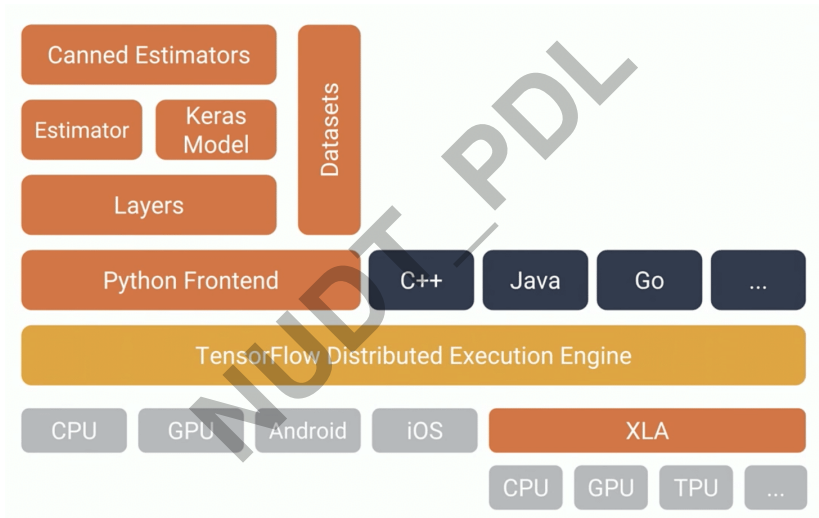 Canned Estimators
Estimator
Keras
Model
Datasets
Layers
Python Frontend
C++
Java
Go
...
TensorFlow Distributed Execution Engine
CPU
GPU
Android
iOS
XLA
CPU
GPU
TPU
...
NUDT_PDL